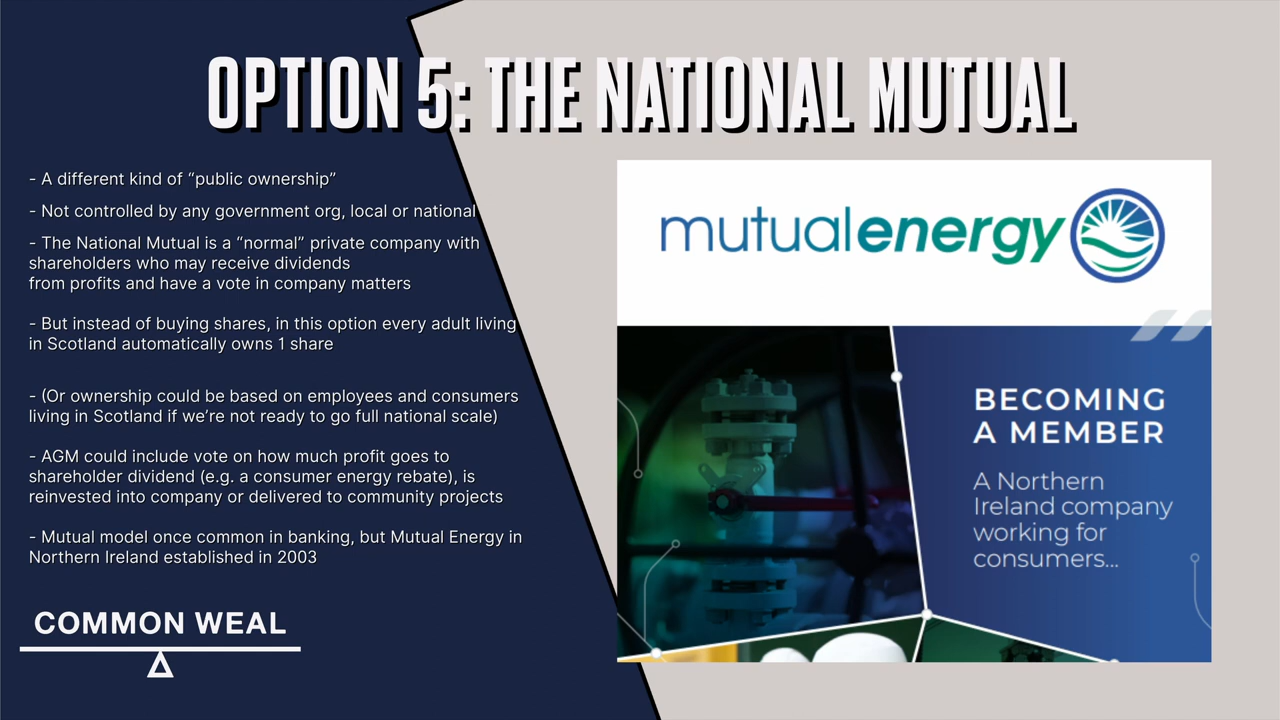 OPTION 5: THE NATIONAL MUTUAL
- A different kind of “public ownership”
- Not controlled by any government org, local or national
- The National Mutual is a “normal” private company with
shareholders who may receive dividends
from profits and have a vote in company matters
- But instead of buying shares, in this option every adult living
in Scotland automatically owns 1 share
- (Or ownership could be based on employees and consumers
living in Scotland if we’re not ready to go full national scale)
- AGM could include vote on how much profit goes to
shareholder dividend (e.g. a consumer energy rebate), is
reinvested into company or delivered to community projects
- Mutual model once common in banking, but Mutual Energy in
Northern Ireland established in 2003
COMMON WEAL
mutualenergy
BECOMING
A MEMBER
A Northern
Ireland company
working for
consumers...